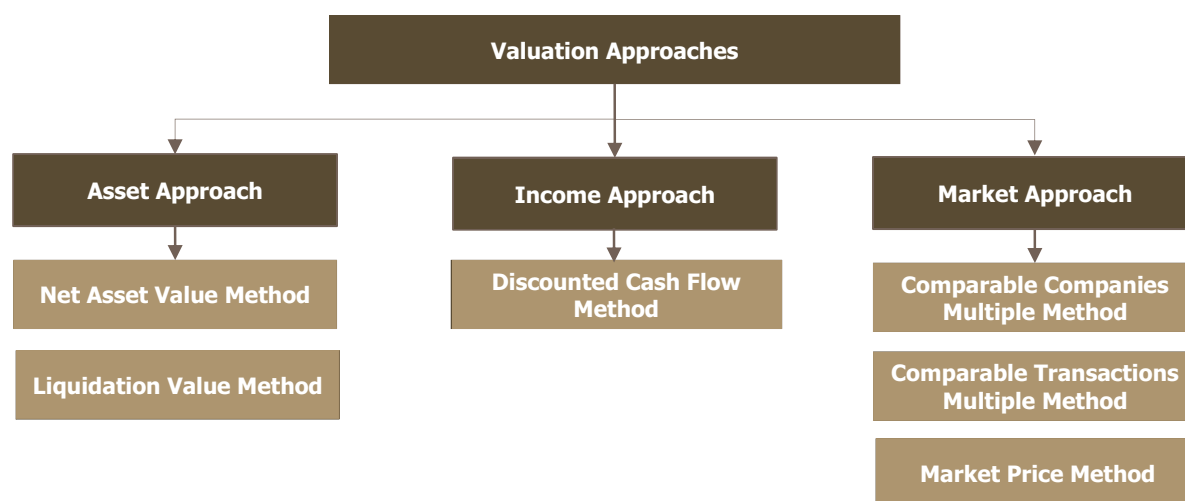 Valuation Approaches
Asset Approach
Income Approach
Market Approach
Net Asset Value Method
Discounted Cash Flow
Method
Comparable Companies
Multiple Method
Liquidation Value Method
Comparable Transactions
Multiple Method
Market Price Method